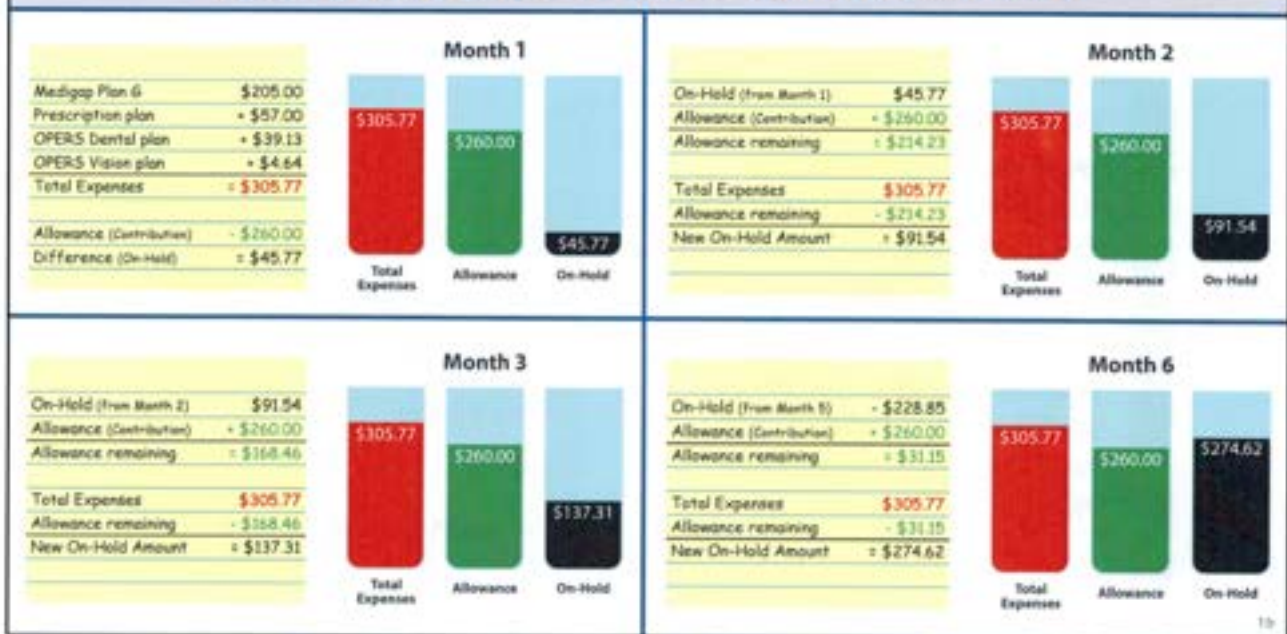 Month 1
Medigap Plan G $205.00
Prescription plan + $57.00
OPERS Dental plan + $39.13
OPERS Vision plan + $4.64
Total Expenses = $305.77
Allowance (Contribution) - $260.00
Difference (On-Hold) = $45.77
$305.77
$260.00
$45.77
Total Expenses
Allowance
On-Hold
Month 2
On-Hold (from Month 1) $45.77
Allowance (Contribution) + $260.00
Allowance remaining = $214.23
Total Expenses $305.77
Allowance remaining - $214.23
New On-Hold Amount = $91.54
$305.77
$260.00
$91.54
Total Expenses
Allowance
On-Hold
Month 3
On-Hold (from Month 2) $91.54
Allowance (Contribution) + $260.00
Allowance remaining = $168.46
Total Expenses $305.77
Allowance remaining - $168.46
New On-Hold Amount = $137.31
$305.77
$260.00
$137.31
Total Expenses
Allowance
On-Hold
Month 6
On-Hold (from Month 5) - $228.85
Allowance (Contribution) + $260.00
Allowance remaining = $31.15
Total Expenses $305.77
Allowance remaining - $31.15
New On-Hold Amount = $274.62
$305.77
$260.00
$274.62
Total Expenses
Allowance
On-Hold